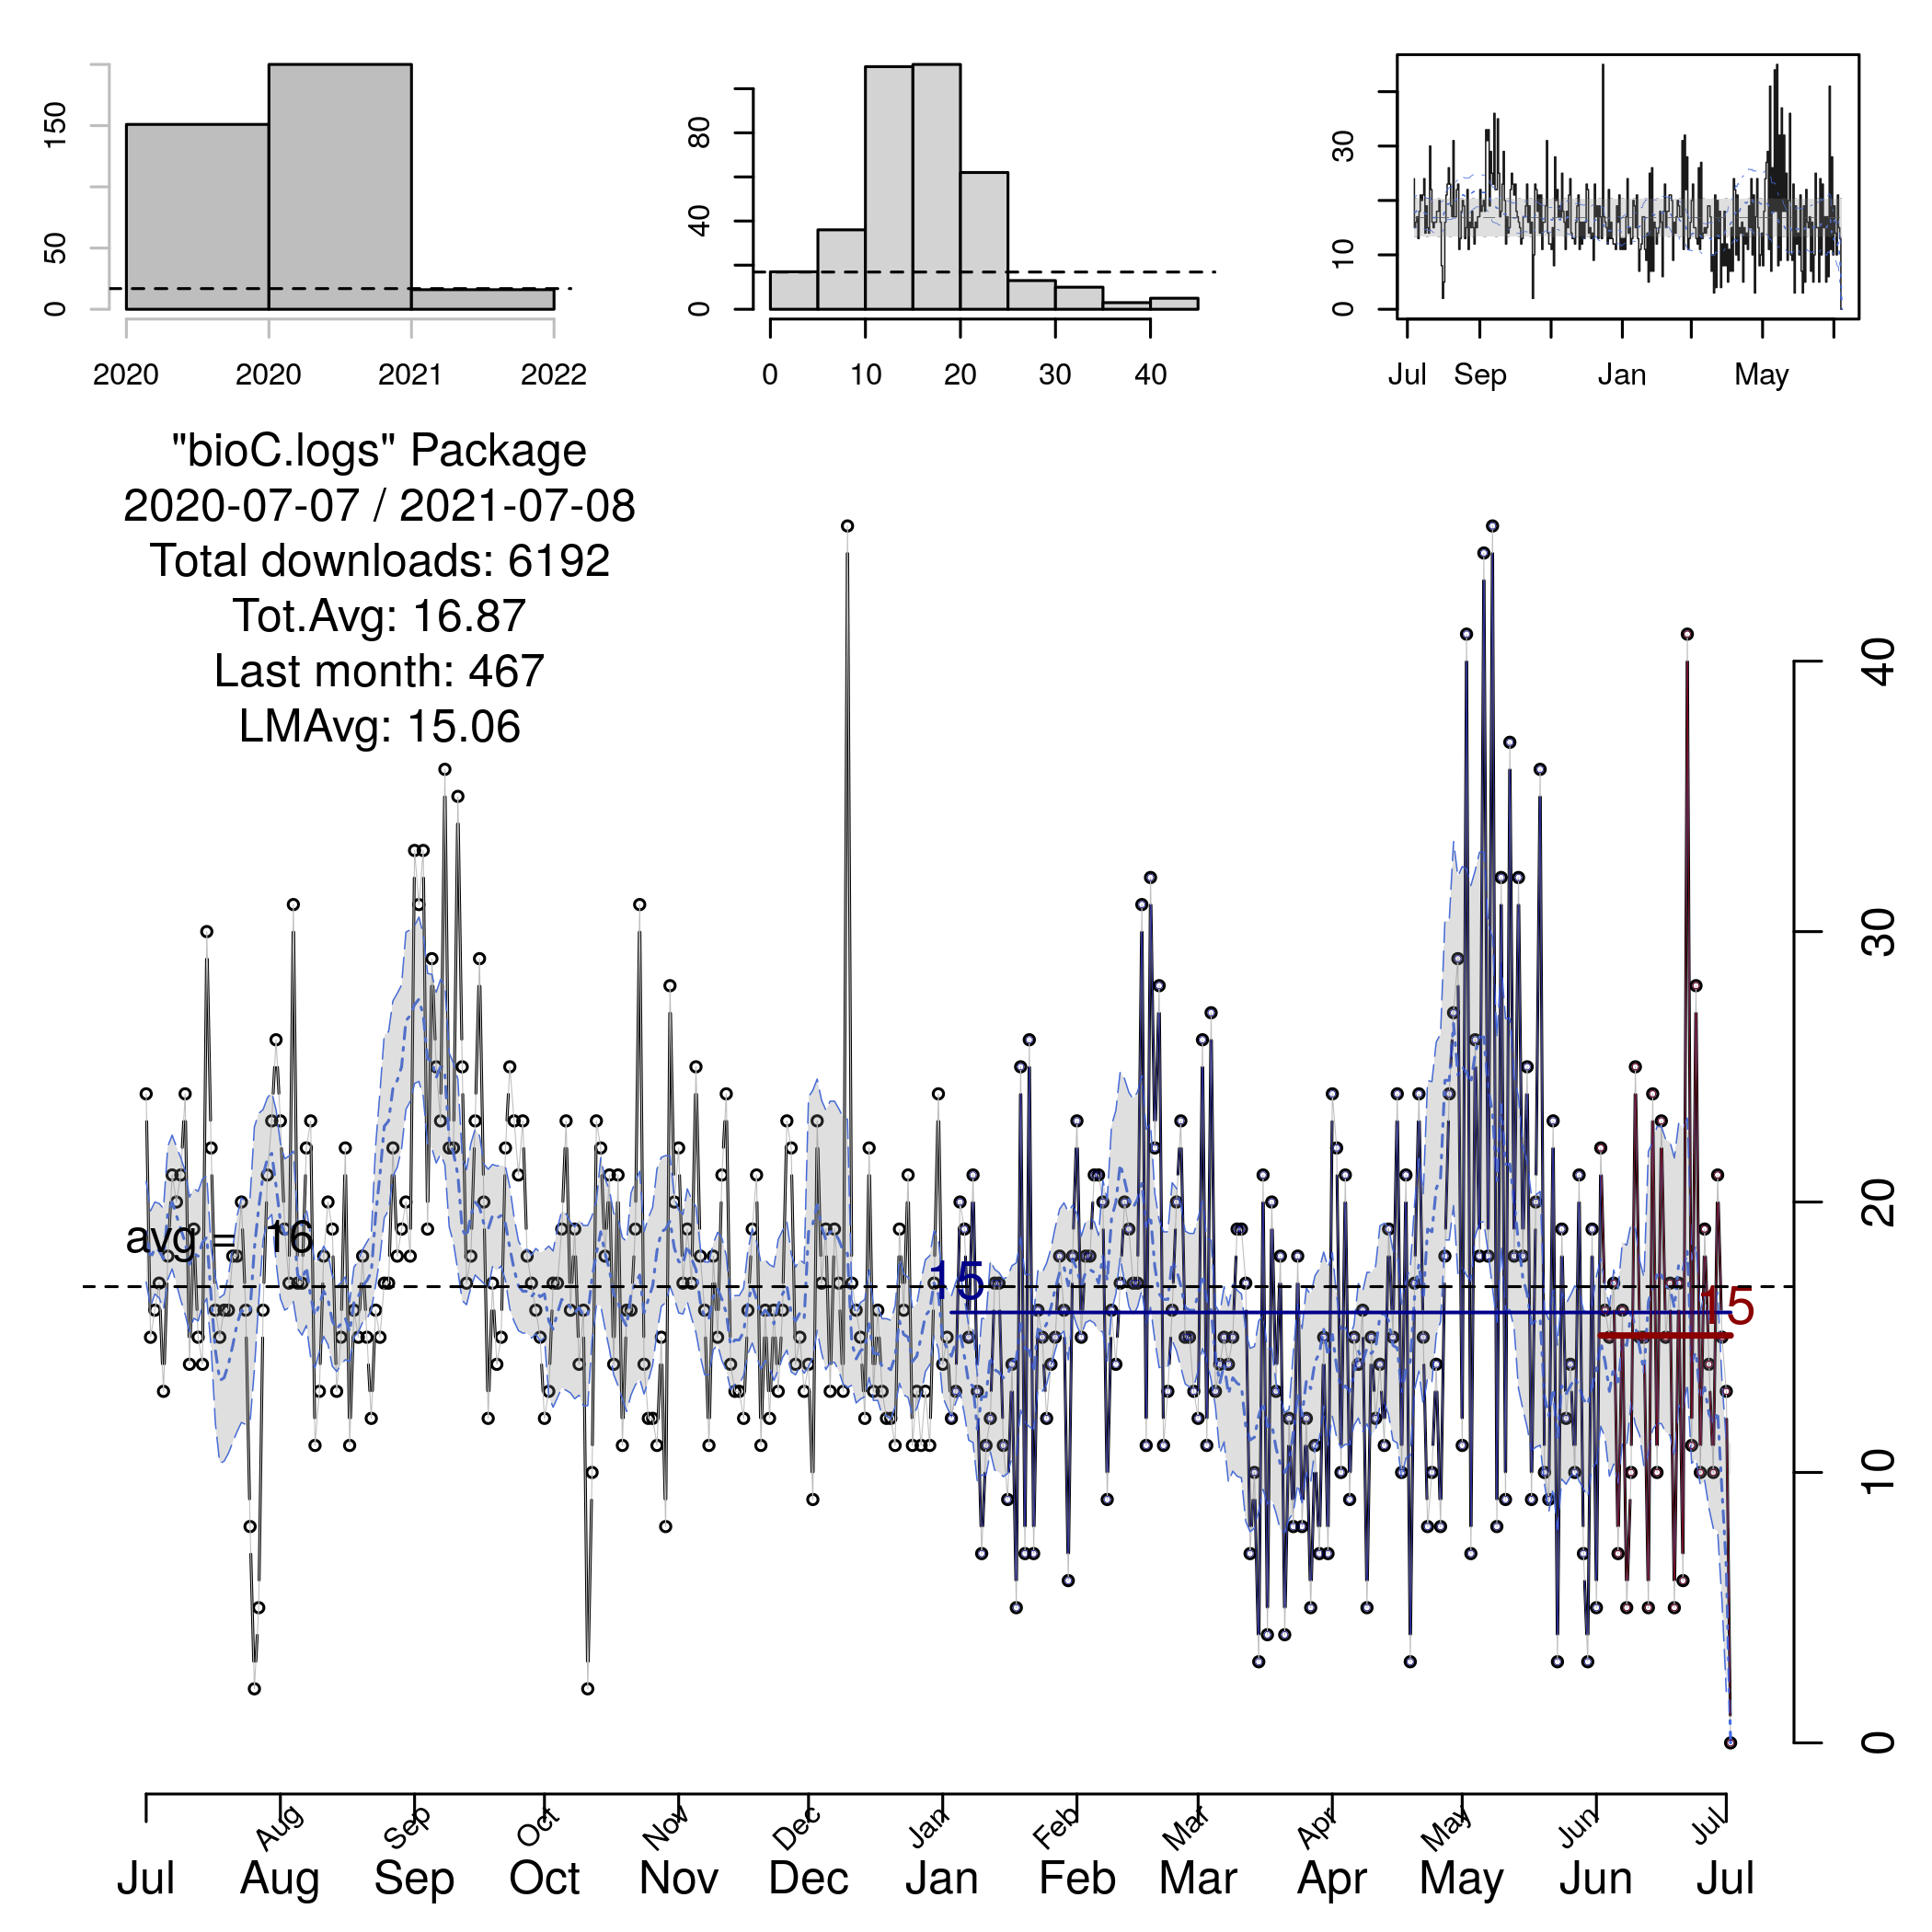 150
50
0
2020 2020 2021 2022
80
40
0
0 10 20 30 40
30
10
0
Jul Sep Jan May
"bioC.logs" Package
2020-07-07 / 2021-07-08
Total downloads: 6192
Tot.Avg: 16.87
Last month: 467
LMAvg: 15.06
avg = 16
15
15
40
30
20
10
0
Aug Sep Oct Nov Dec Jan Feb Mar Apr May Jun Jul
Jul Aug Sep Oct Nov Dec Jan Feb Mar Apr May Jun Jul